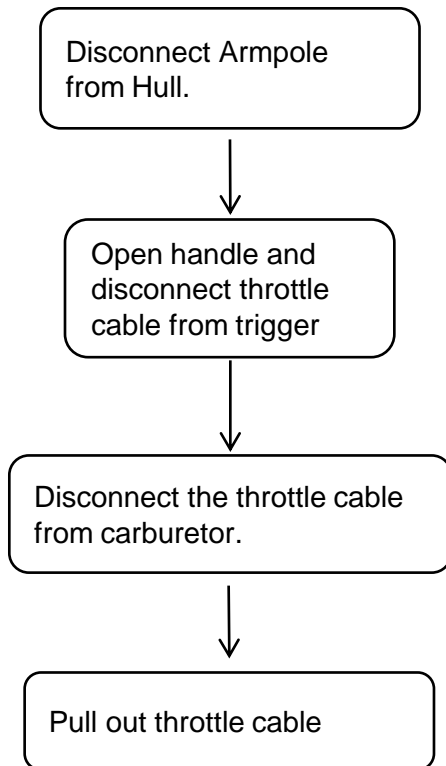 Disconnect Armpole
from Hull.
Open handle and
disconnect throttle
cable from trigger
Disconnect the throttle cable
from carburetor.
Pull out throttle cable